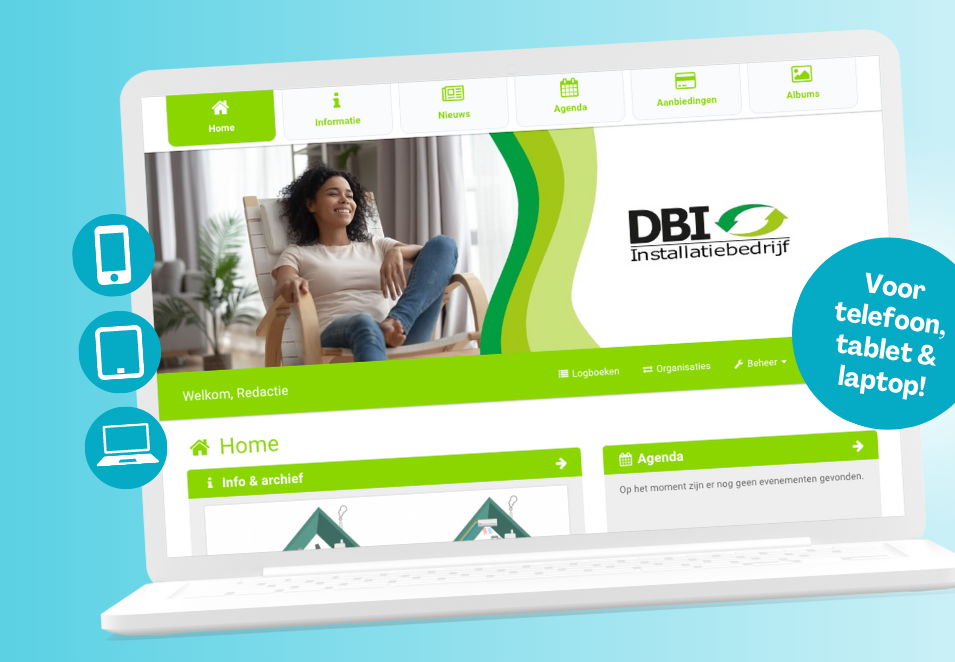 Home
Informatie
Nieuws
Agenda
Aanbiedingen
Albums
DBI
Installatiebedrijf
Voor
telefoon,
tablet &
laptop!
Welkom, Redactie
Logboeken
Organisaties
Beheer
Home
Info & archief
Agenda
Op het moment zijn er nog geen evenementen gevonden.